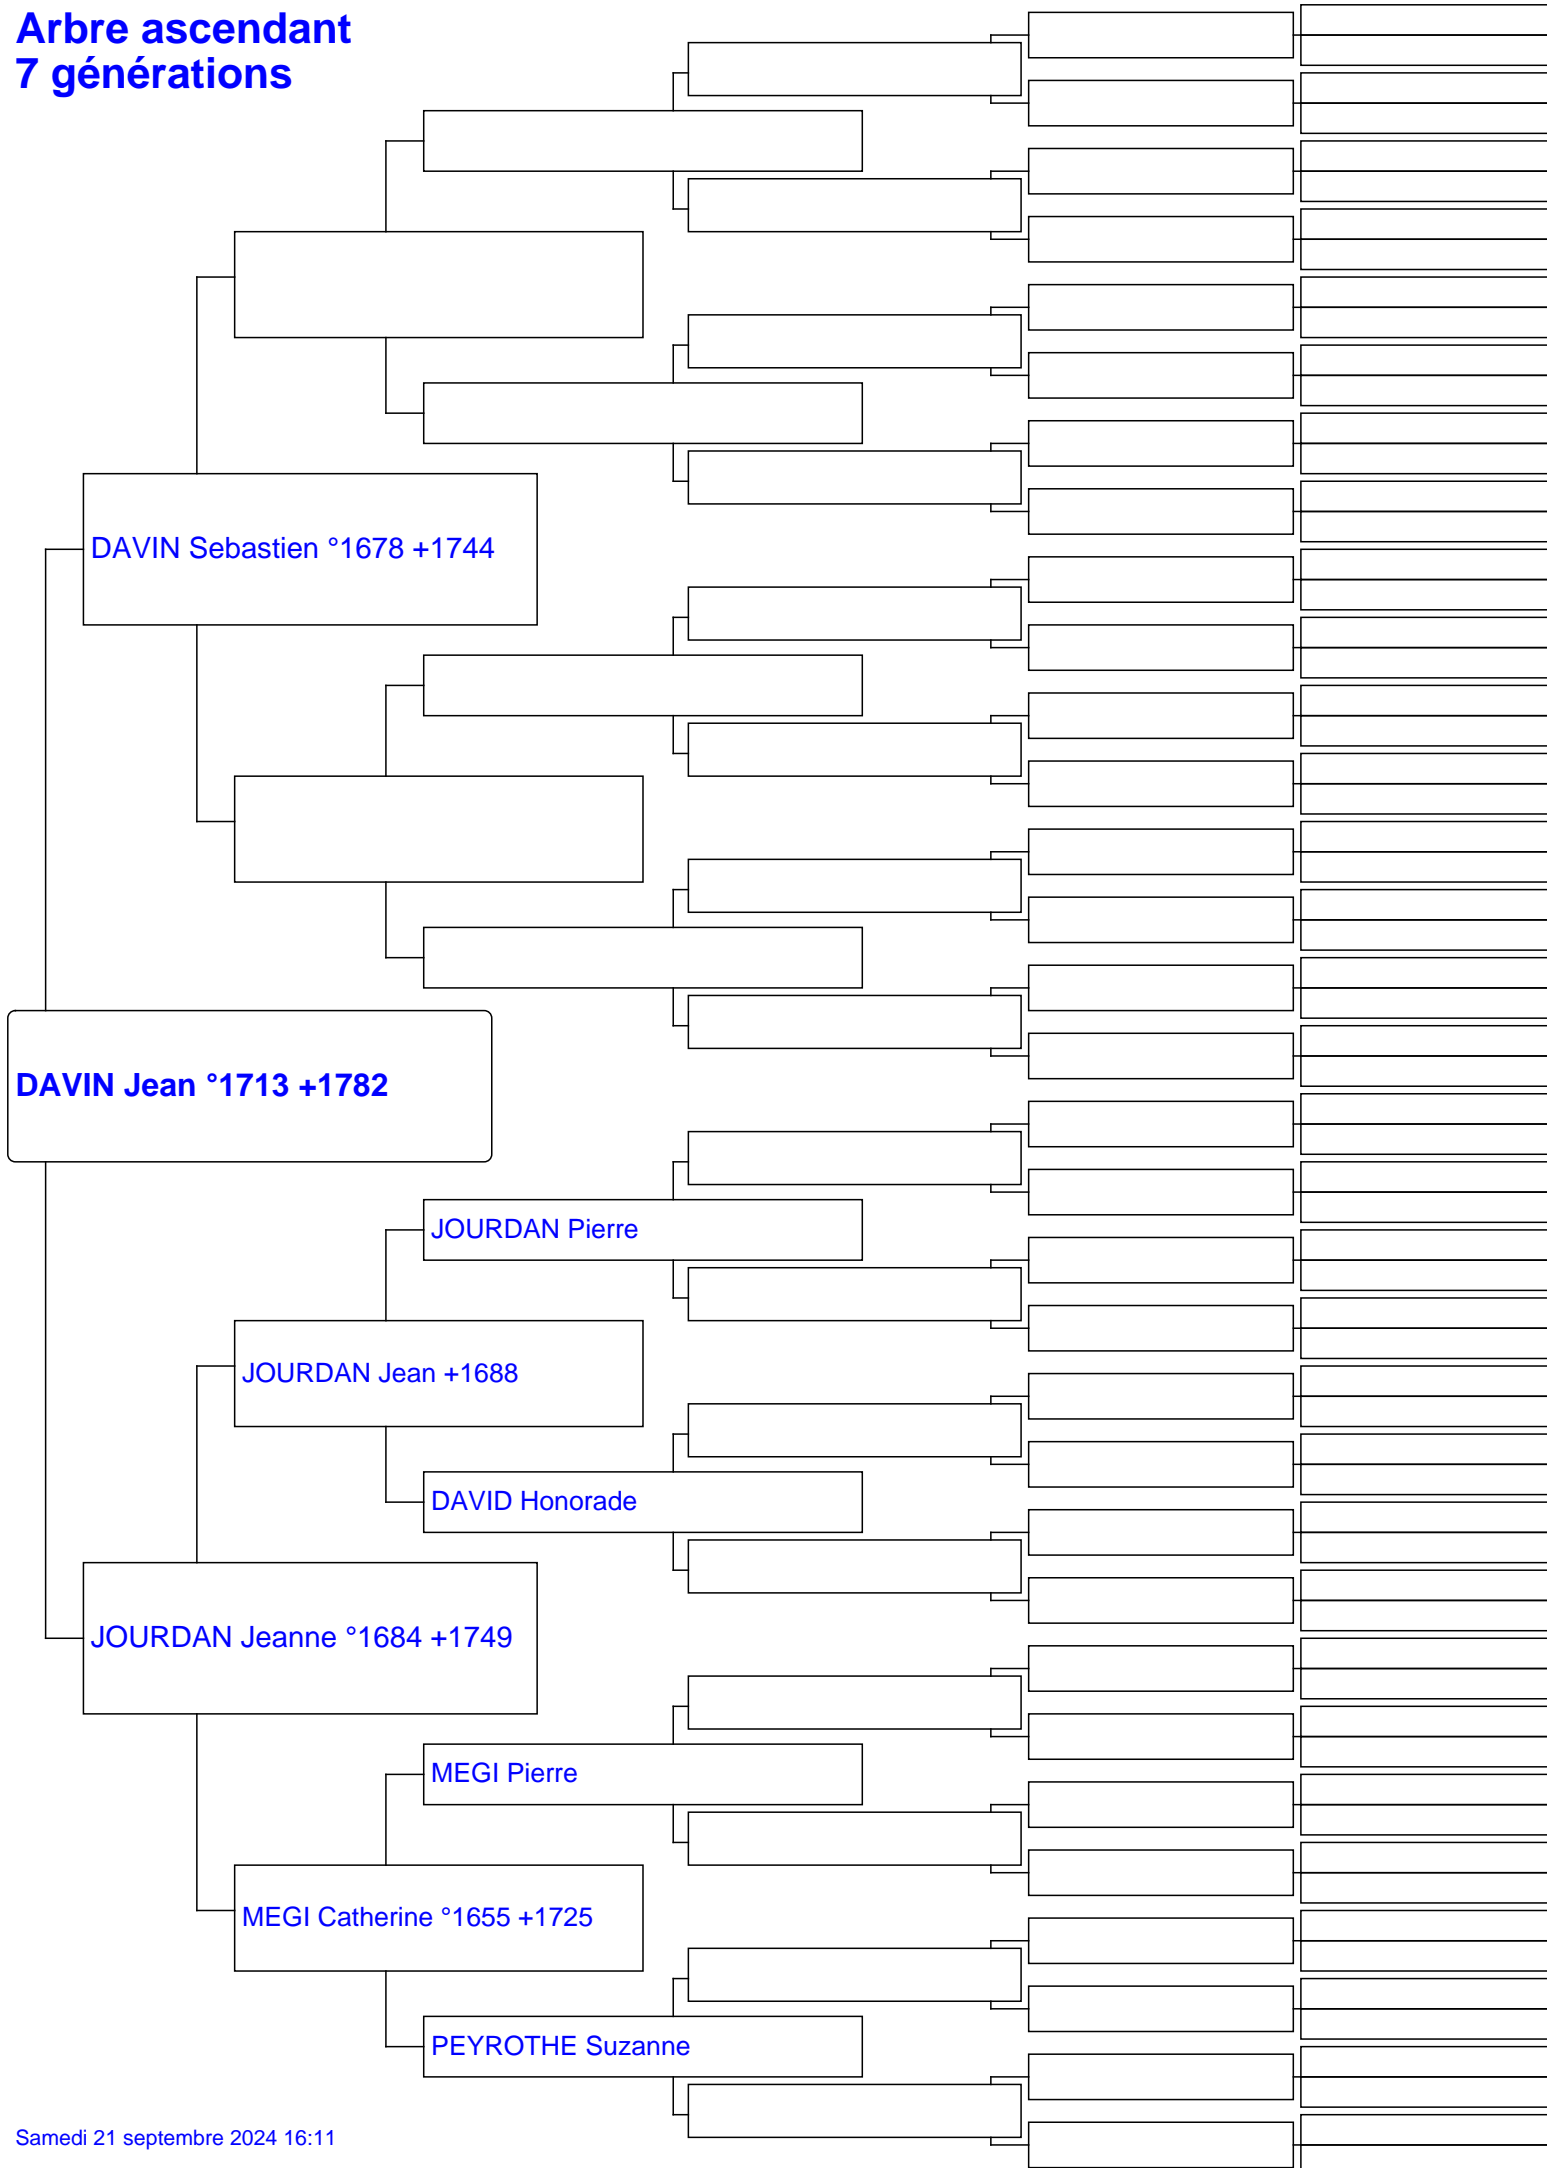 Arbre ascendant
7 générations
DAVIN Sebastien °1678 +1744
DAVIN Jean °1713 +1782
JOURDAN Pierre
JOURDAN Jean +1688
DAVID Honorade
JOURDAN Jeanne °1684 +1749
MEGI Pierre
MEGI Catherine °1655 +1725
PEYROTHE Suzanne
Samedi 21 septembre 2024 16:11